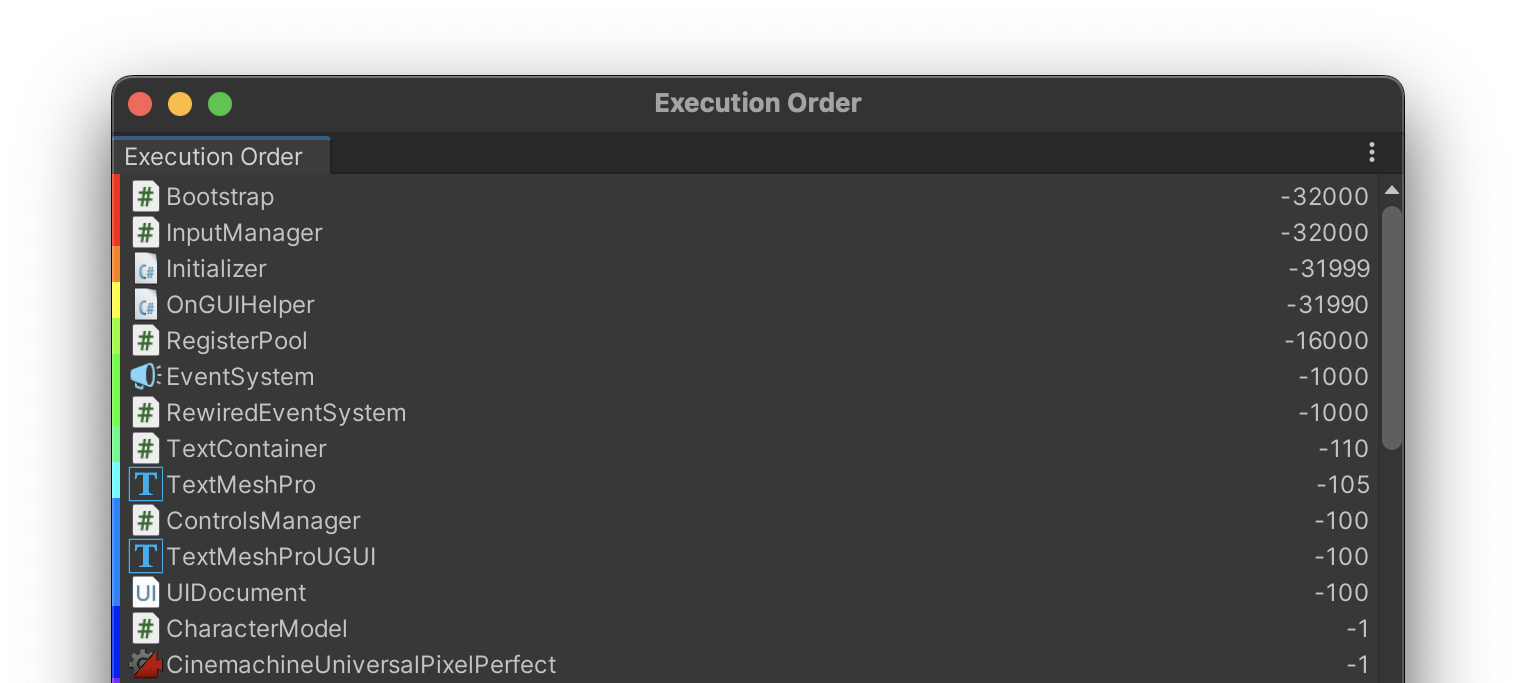 Execution Order
Execution Order
# Bootstrap -32000
# InputManager -32000
C# Initializer -31999
C# OnGUIHelper -31990
# RegisterPool -16000
EventSystem -1000
# RewiredEventSystem -1000
# TextContainer -110
T TextMeshPro -105
# ControlsManager -100
T TextMeshProUGUI -100
UI UIDocument -100
# CharacterModel -1
CinemachineUniversalPixelPerfect -1